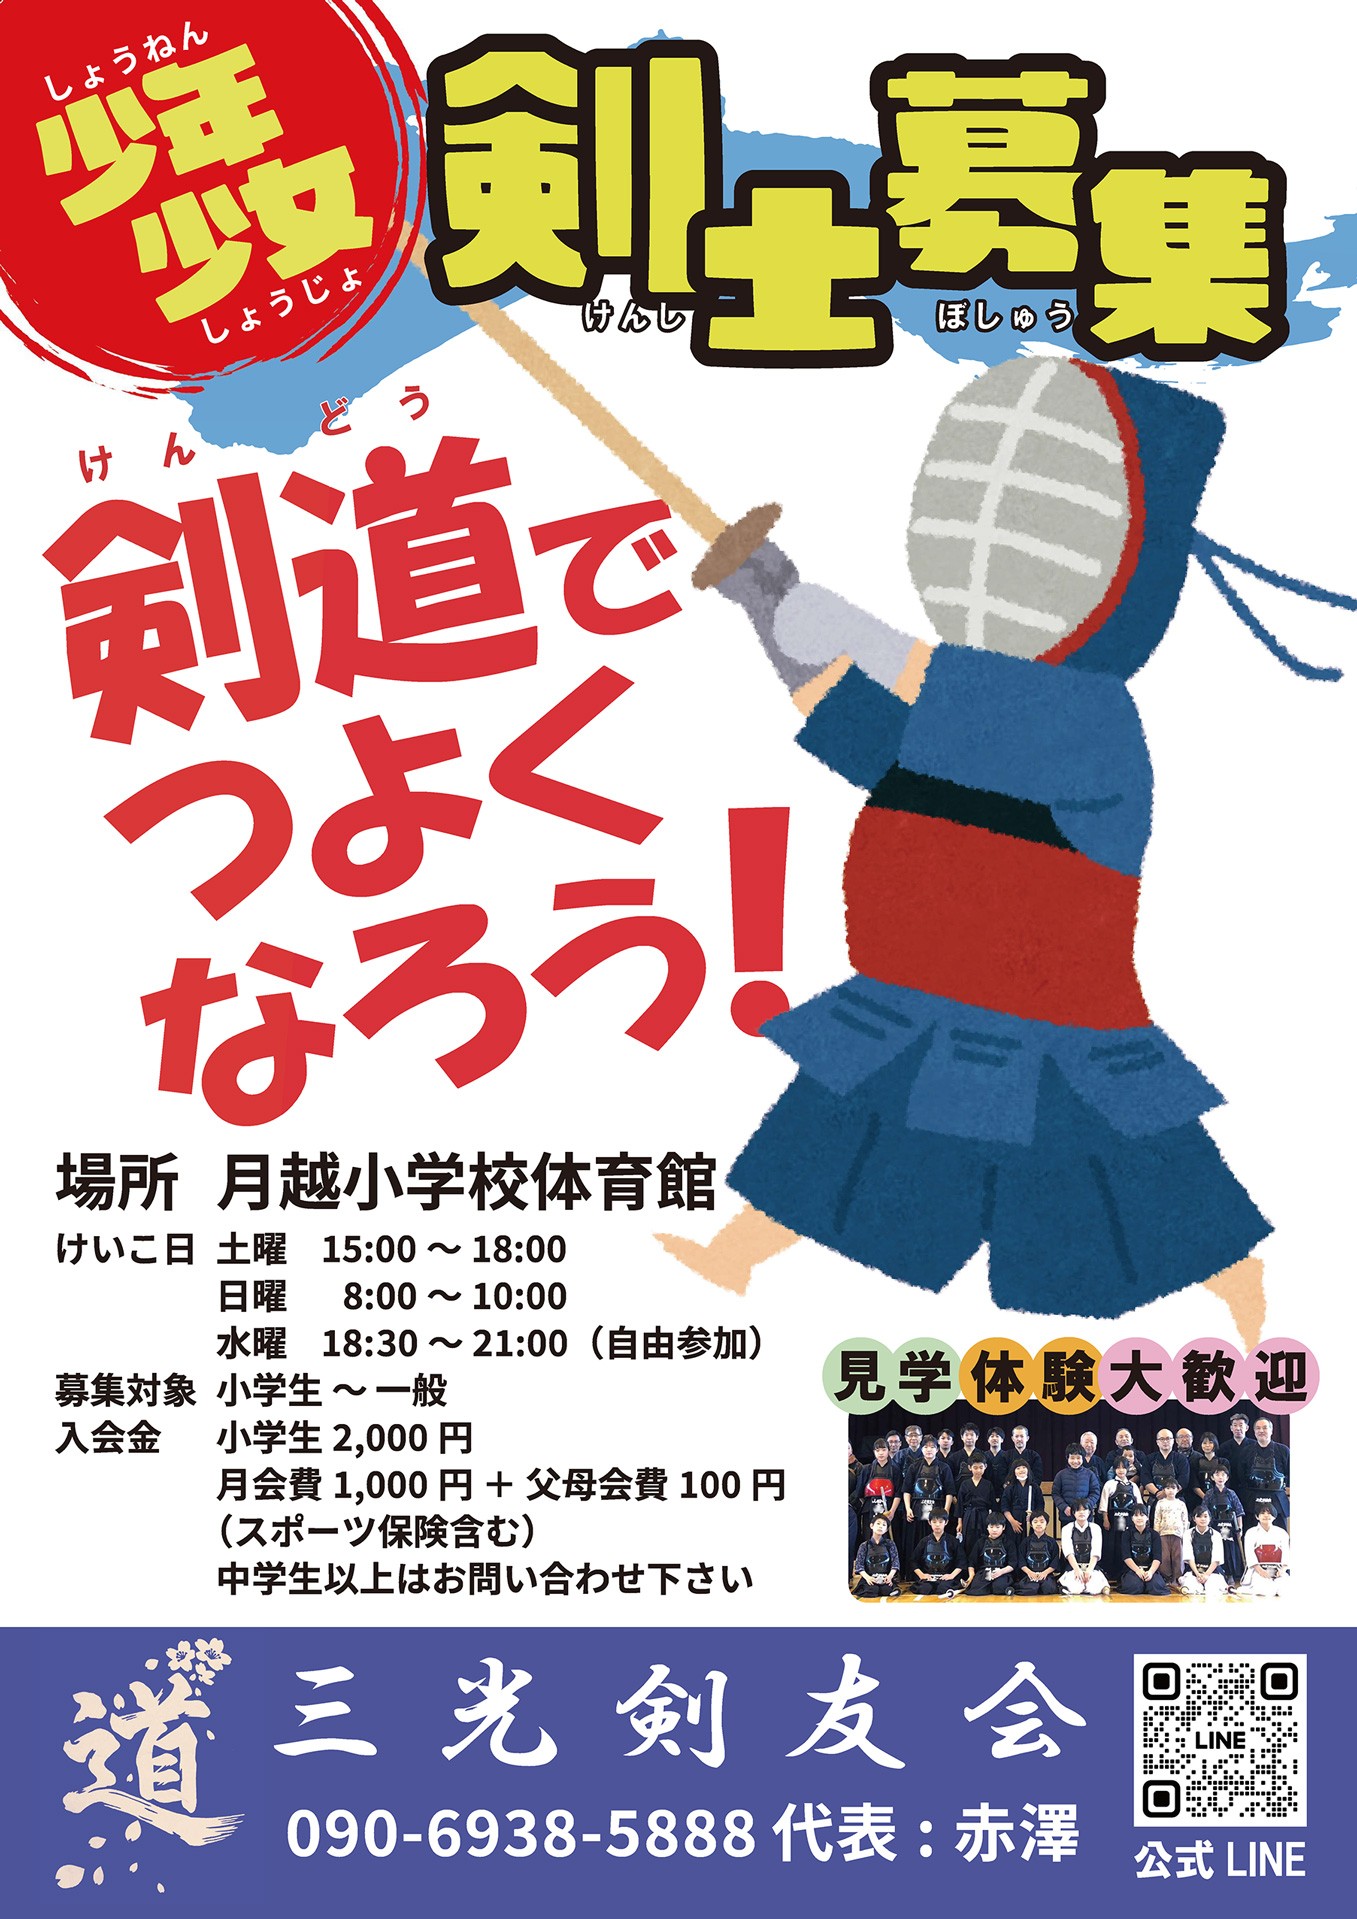 しょうねん
少年
少女
しょうじょ
剣士募集
けんし ぼしゅう
けんどう
剣道で
つよく
なろう!
場所 月越小学校体育館
けいこ日 土曜 15:00 ～ 18:00
日曜 8:00 ～ 10:00
水曜 18:30 ～ 21:00（自由参加）
募集対象 小学生 ～ 一般
入会金 小学生 2,000 円
月会費 1,000 円 ＋ 父母会費 100 円
（スポーツ保険含む）
中学生以上はお問い合わせ下さい
見学体験大歓迎
道
三光剣友会
090-6938-5888 代表 : 赤澤
LINE
公式 LINE